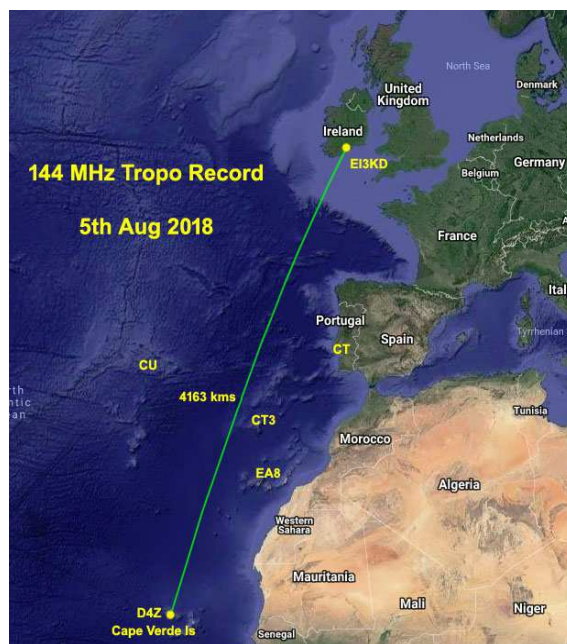 North Sea
Denmark
United
Kingdom
Ireland
EI3KD
Netherlands
Belgium
Germany
144 MHz Tropo Record
5th Aug 2018
France
Ital
Portugal
Spain
Tyrrhenian
CT
CU
4163 kms
CT3
Tunisia
Morocco
EA8
Algeria
Western
Sahara
Mauritania
Mali
Niger
D4Z
Cape Verde Is
Senegal